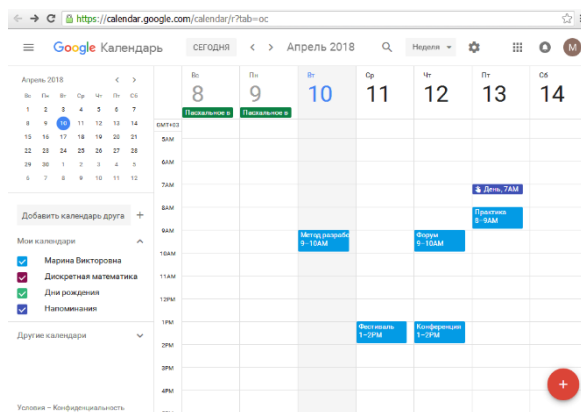 https://calendar.google.com/calendar/r?tab=oc
Google Календарь СЕГОДНЯ < > Апрель 2018 Неделя M
Апрель 2018 < >
Вс Пн Вт Ср Чт Пт Сб
1 2 3 4 5 6 7
8 9 10 11 12 13 14
15 16 17 18 19 20 21
22 23 24 25 26 27 28
29 30 1 2 3 4 5
6 7 8 9 10 11 12
Добавить календарь друга +
Мои календари
Марина Викторовна
Дискретная математика
Дни рождения
Напоминания
Другие календари
Условия – Конфиденциальность
Вс Пн Вт Ср Чт Пт Сб
8 9 10 11 12 13 14
Пасхальное в Пасхальное в
GMT+03
5AM
6AM
7AM
День, 7AM
8AM
Практика
8–9AM
9AM
Метод разрабо Форум
9–10AM 9–10AM
10AM
11AM
12PM
1PM
Фестиваль Конференция
1–2PM 1–2PM
2PM
3PM
4PM
+